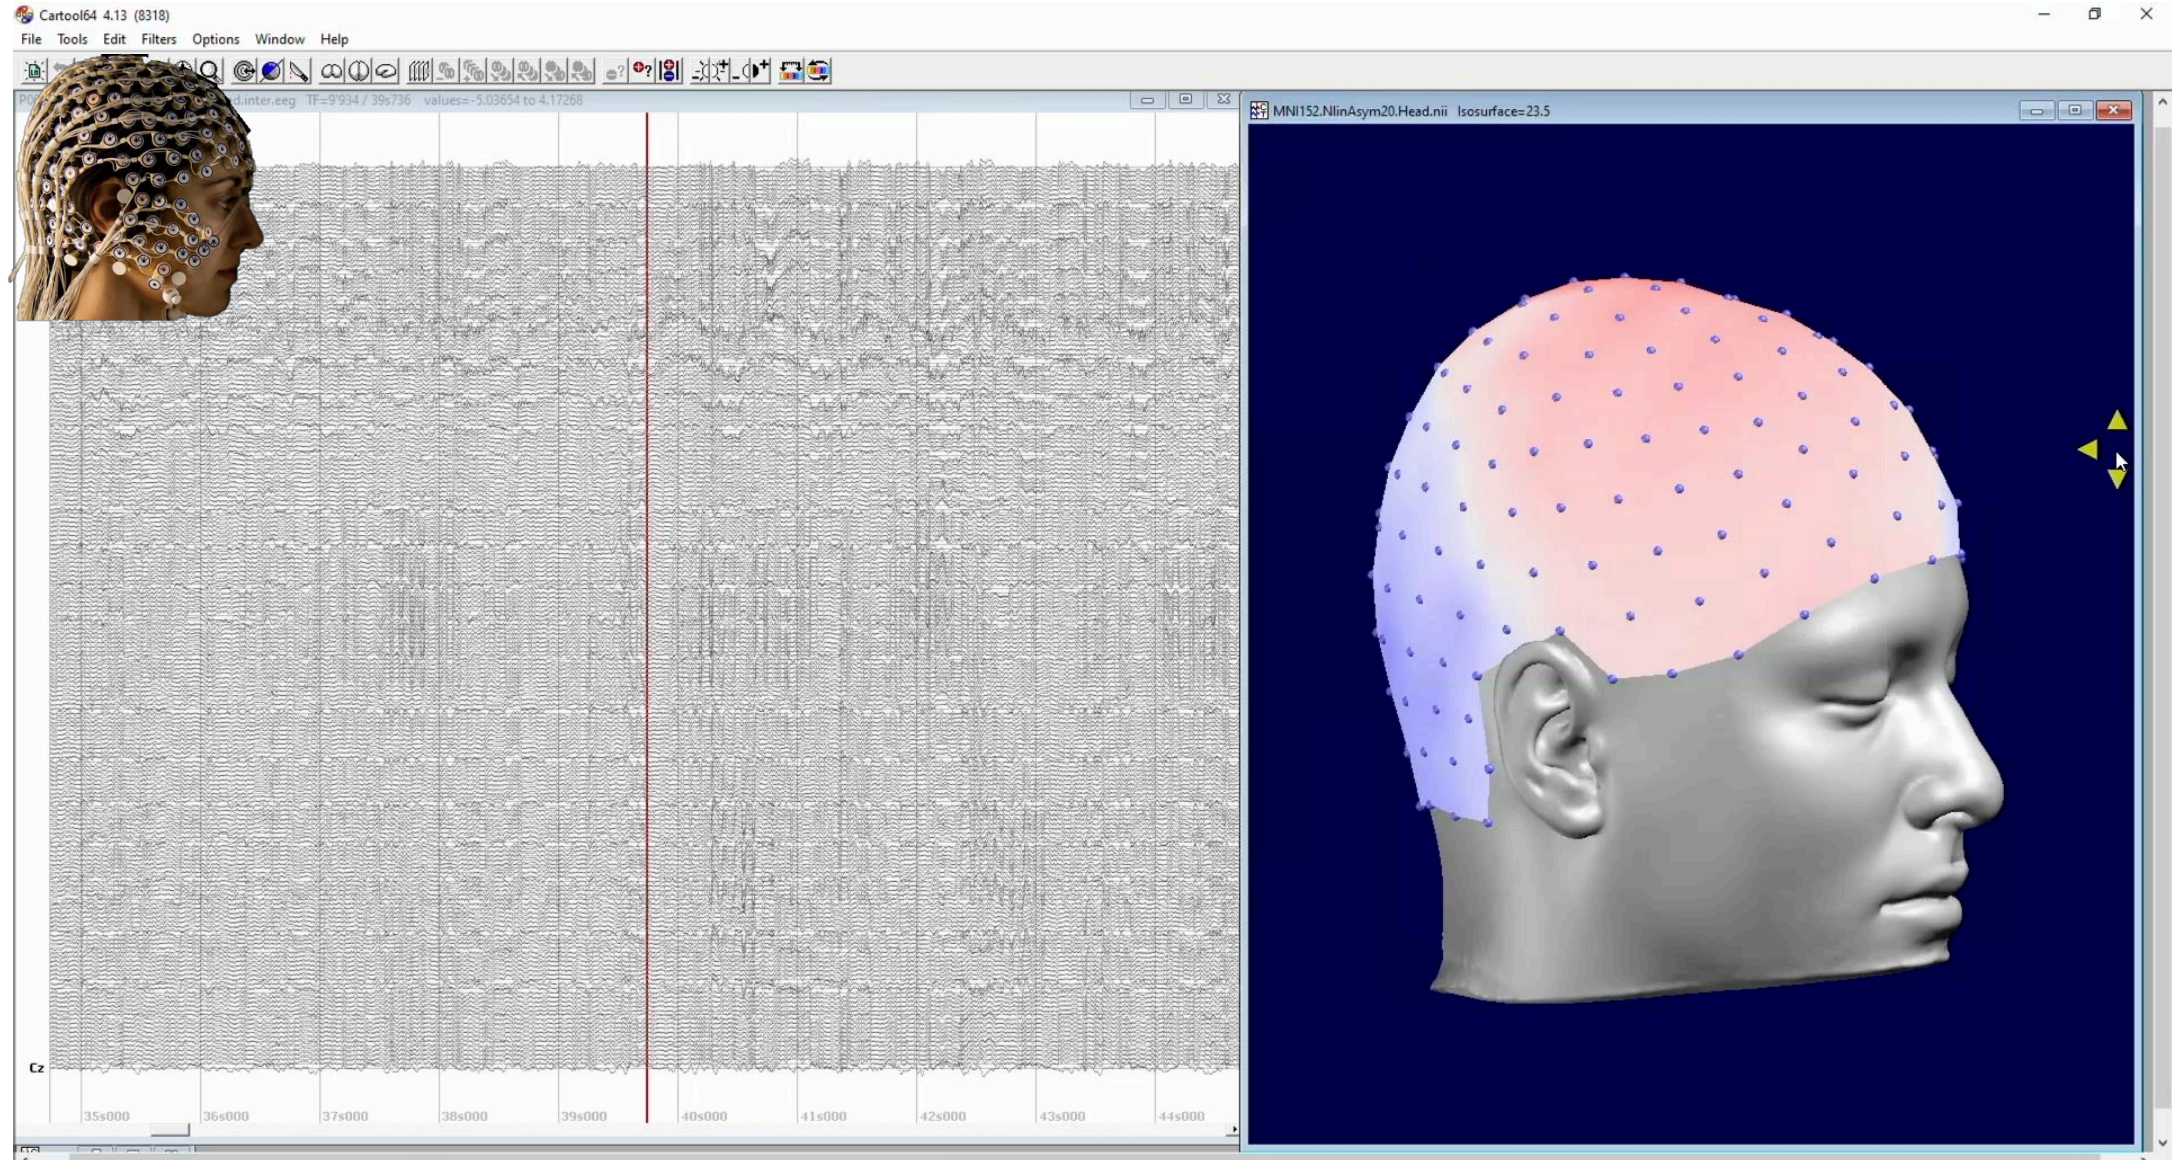 Cartool64 4.13 (8318)
File Tools Edit Filters Options Window Help
d.inter.eeg TF=9'934 / 39s736 values=-5.03654 to 4.17268
MNI152.NlinAsym20.Head.nii Isosurface=23.5
Cz
35s000 36s000 37s000 38s000 39s000 40s000 41s000 42s000 43s000 44s000